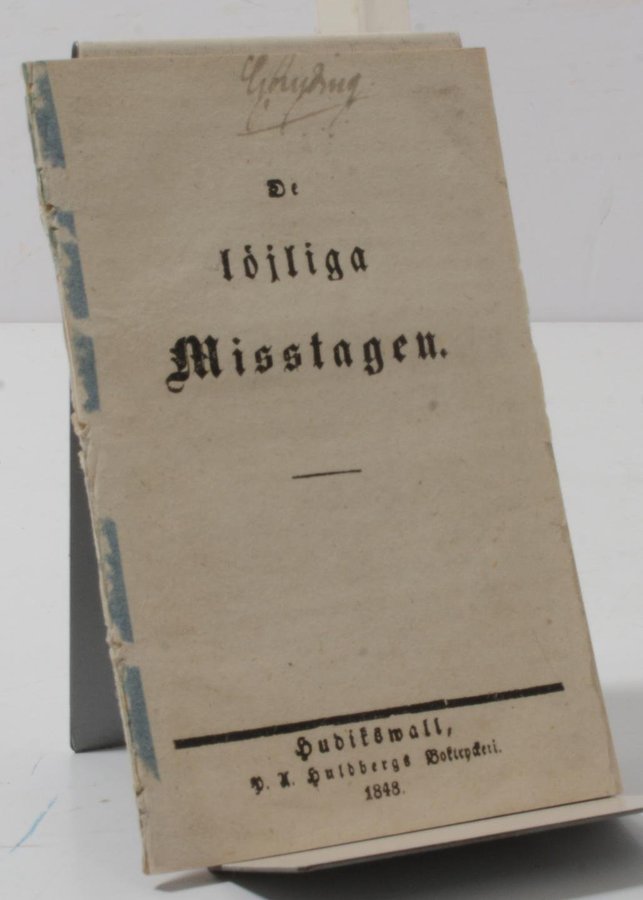 De
löjliga
Misstagen.
Hudikswall,
P. A. Huldbergs Boktryckeri.
1848.